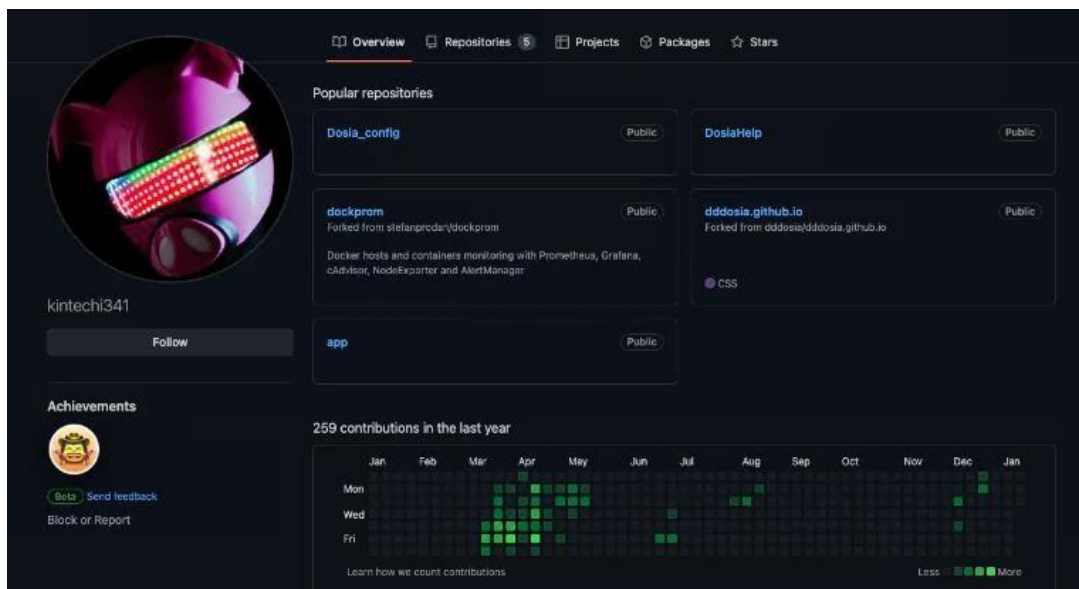 Overview Repositories 5 Projects Packages Stars
Popular repositories
Dosia_config Public
DosiaHelp Public
dockprom Public
Forked from stefanprodan/dockprom
Docker hosts and containers monitoring with Prometheus, Grafana,
cAdvisor, NodeExporter and AlertManager
dddosia.github.io Public
Forked from dddosia/dddosia.github.io
CSS
kintechi341
Follow
app Public
Achievements
Beta Send feedback
Block or Report
259 contributions in the last year
Jan Feb Mar Apr May Jun Jul Aug Sep Oct Nov Dec Jan
Mon
Wed
Fri
Learn how we count contributions
Less More